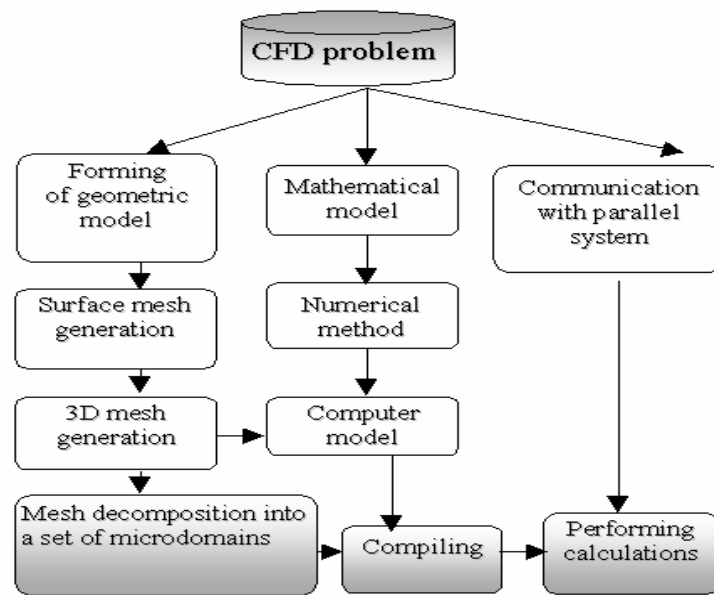 CFD problem
Forming
of geometric
model
Mathematical
model
Communication
with parallel
system
Surface mesh
generation
Numerical
method
3D mesh
generation
Computer
model
Mesh decomposition into
a set of microdomains
Compiling
Performing
calculations